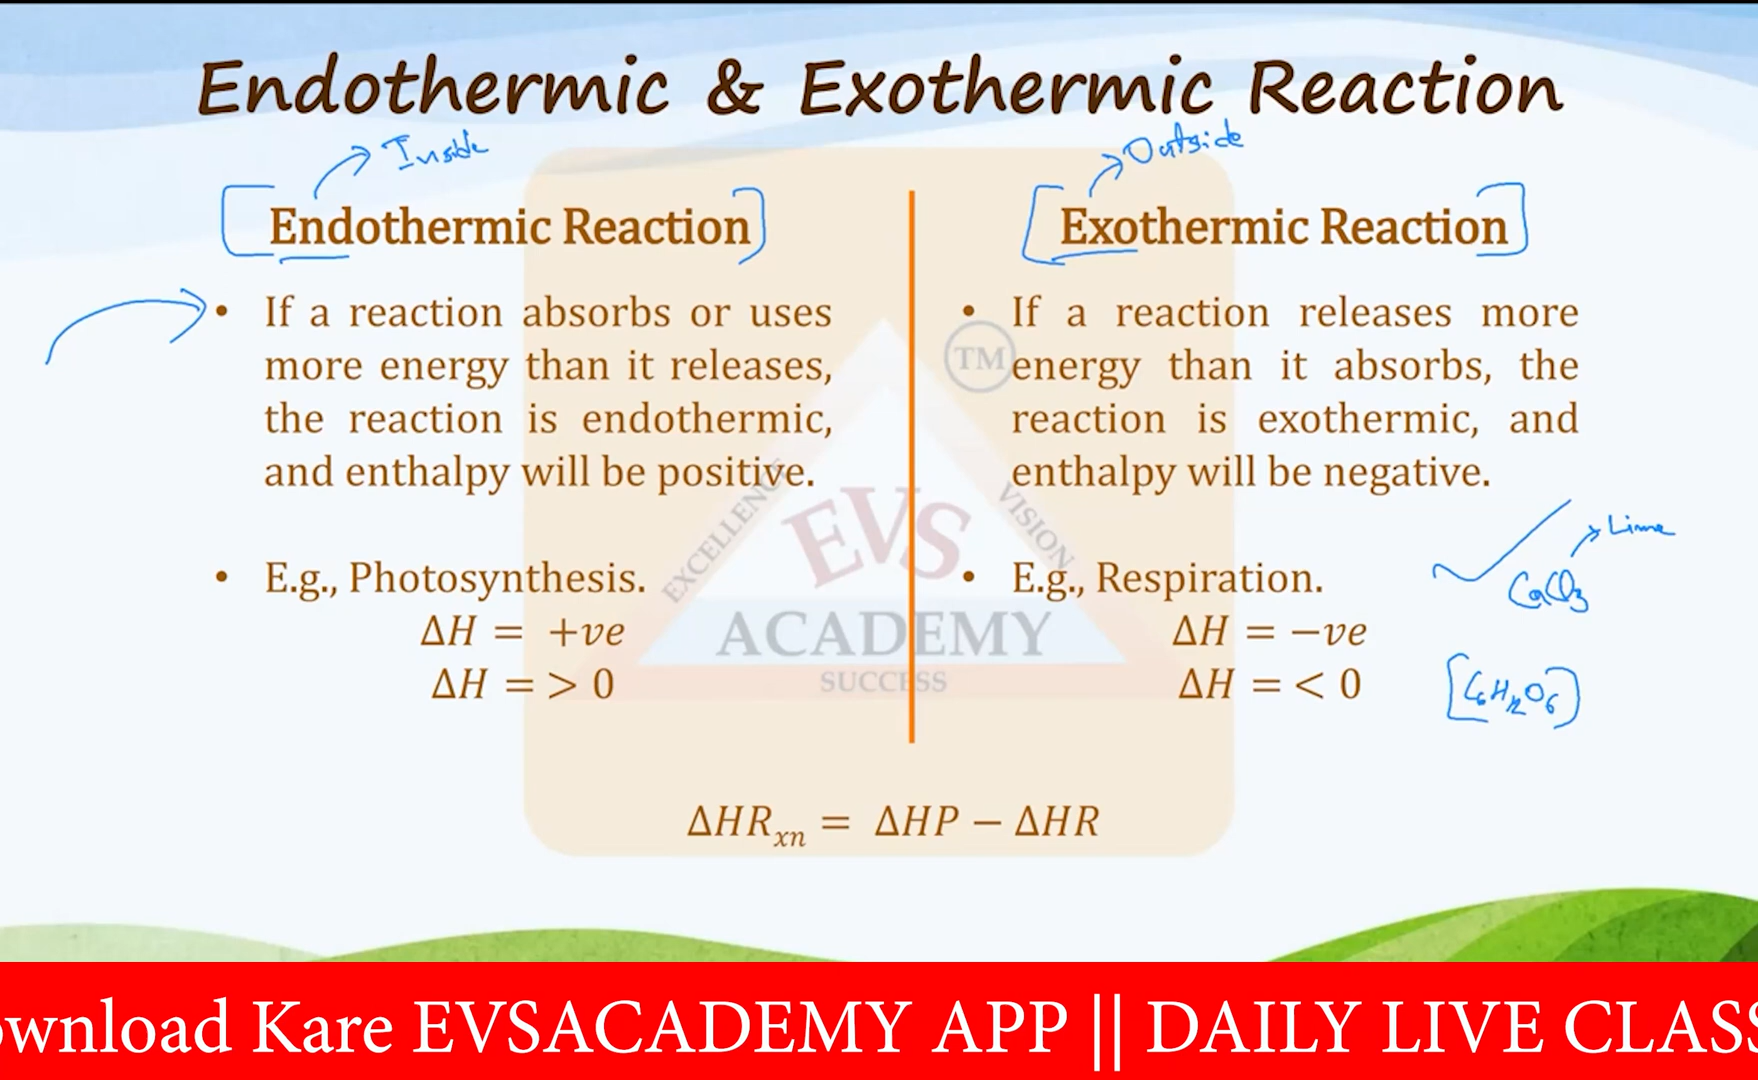 Endothermic & Exothermic Reaction
Inside
Endothermic Reaction
• If a reaction absorbs or uses
more energy than it releases,
the reaction is endothermic,
and enthalpy will be positive.
• E.g., Photosynthesis.
ΔH = +ve
ΔH = > 0
Outside
Exothermic Reaction
• If a reaction releases more
energy than it absorbs, the
reaction is exothermic, and
enthalpy will be negative.
• E.g., Respiration.
ΔH = −ve
ΔH = < 0
Lime
CaCO3
[C6H12O6]
ΔHRxn = ΔHP − ΔHR
TM
EXCELLENCE
VISION
EVS
ACADEMY
SUCCESS
ownload Kare EVSACADEMY APP || DAILY LIVE CLASS